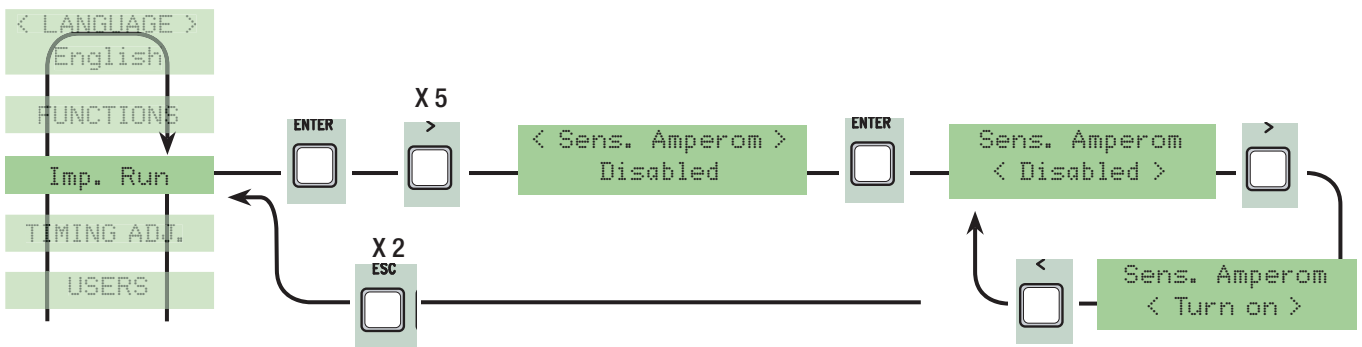 < LANGUAGE >
English
FUNCTIONS
Imp. Run
TIMING ADJ.
USERS
ENTER
X 5
>
< Sens. Amperom >
Disabled
ENTER
Sens. Amperom
< Disabled >
>
X 2
ESC
<
Sens. Amperom
< Turn on >